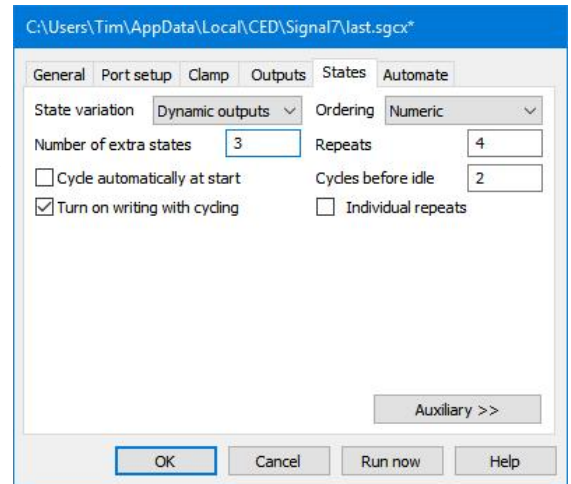 C:\Users\Tim\AppData\Local\CED\Signal7\last.sgcx*
General Port setup Clamp Outputs States Automate
State variation Dynamic outputs Ordering Numeric
Number of extra states 3 Repeats 4
Cycle automatically at start Cycles before idle 2
Turn on writing with cycling Individual repeats
Auxiliary >>
OK Cancel Run now Help